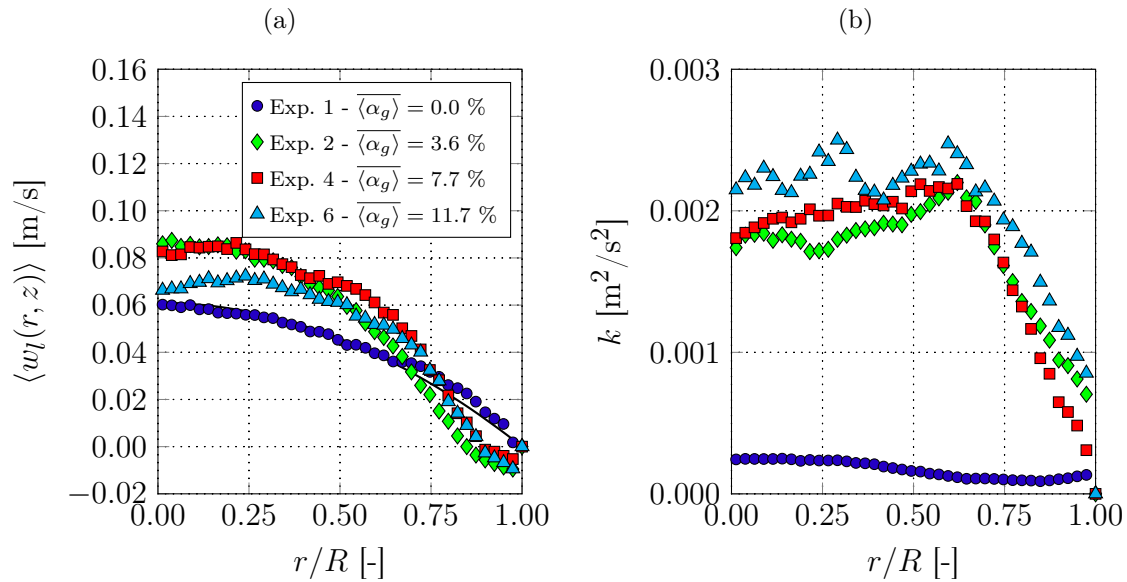 (a)
(b)
0.16
0.14
0.12
0.10
0.08
0.06
0.04
0.02
0.00
−0.02
⟨w_l(r, z)⟩ [m/s]
Exp. 1 - \overline{⟨α_g⟩} = 0.0 %
Exp. 2 - \overline{⟨α_g⟩} = 3.6 %
Exp. 4 - \overline{⟨α_g⟩} = 7.7 %
Exp. 6 - \overline{⟨α_g⟩} = 11.7 %
0.00 0.25 0.50 0.75 1.00
r/R [-]
0.003
0.002
0.001
0.000
k [m²/s²]
0.00 0.25 0.50 0.75 1.00
r/R [-]